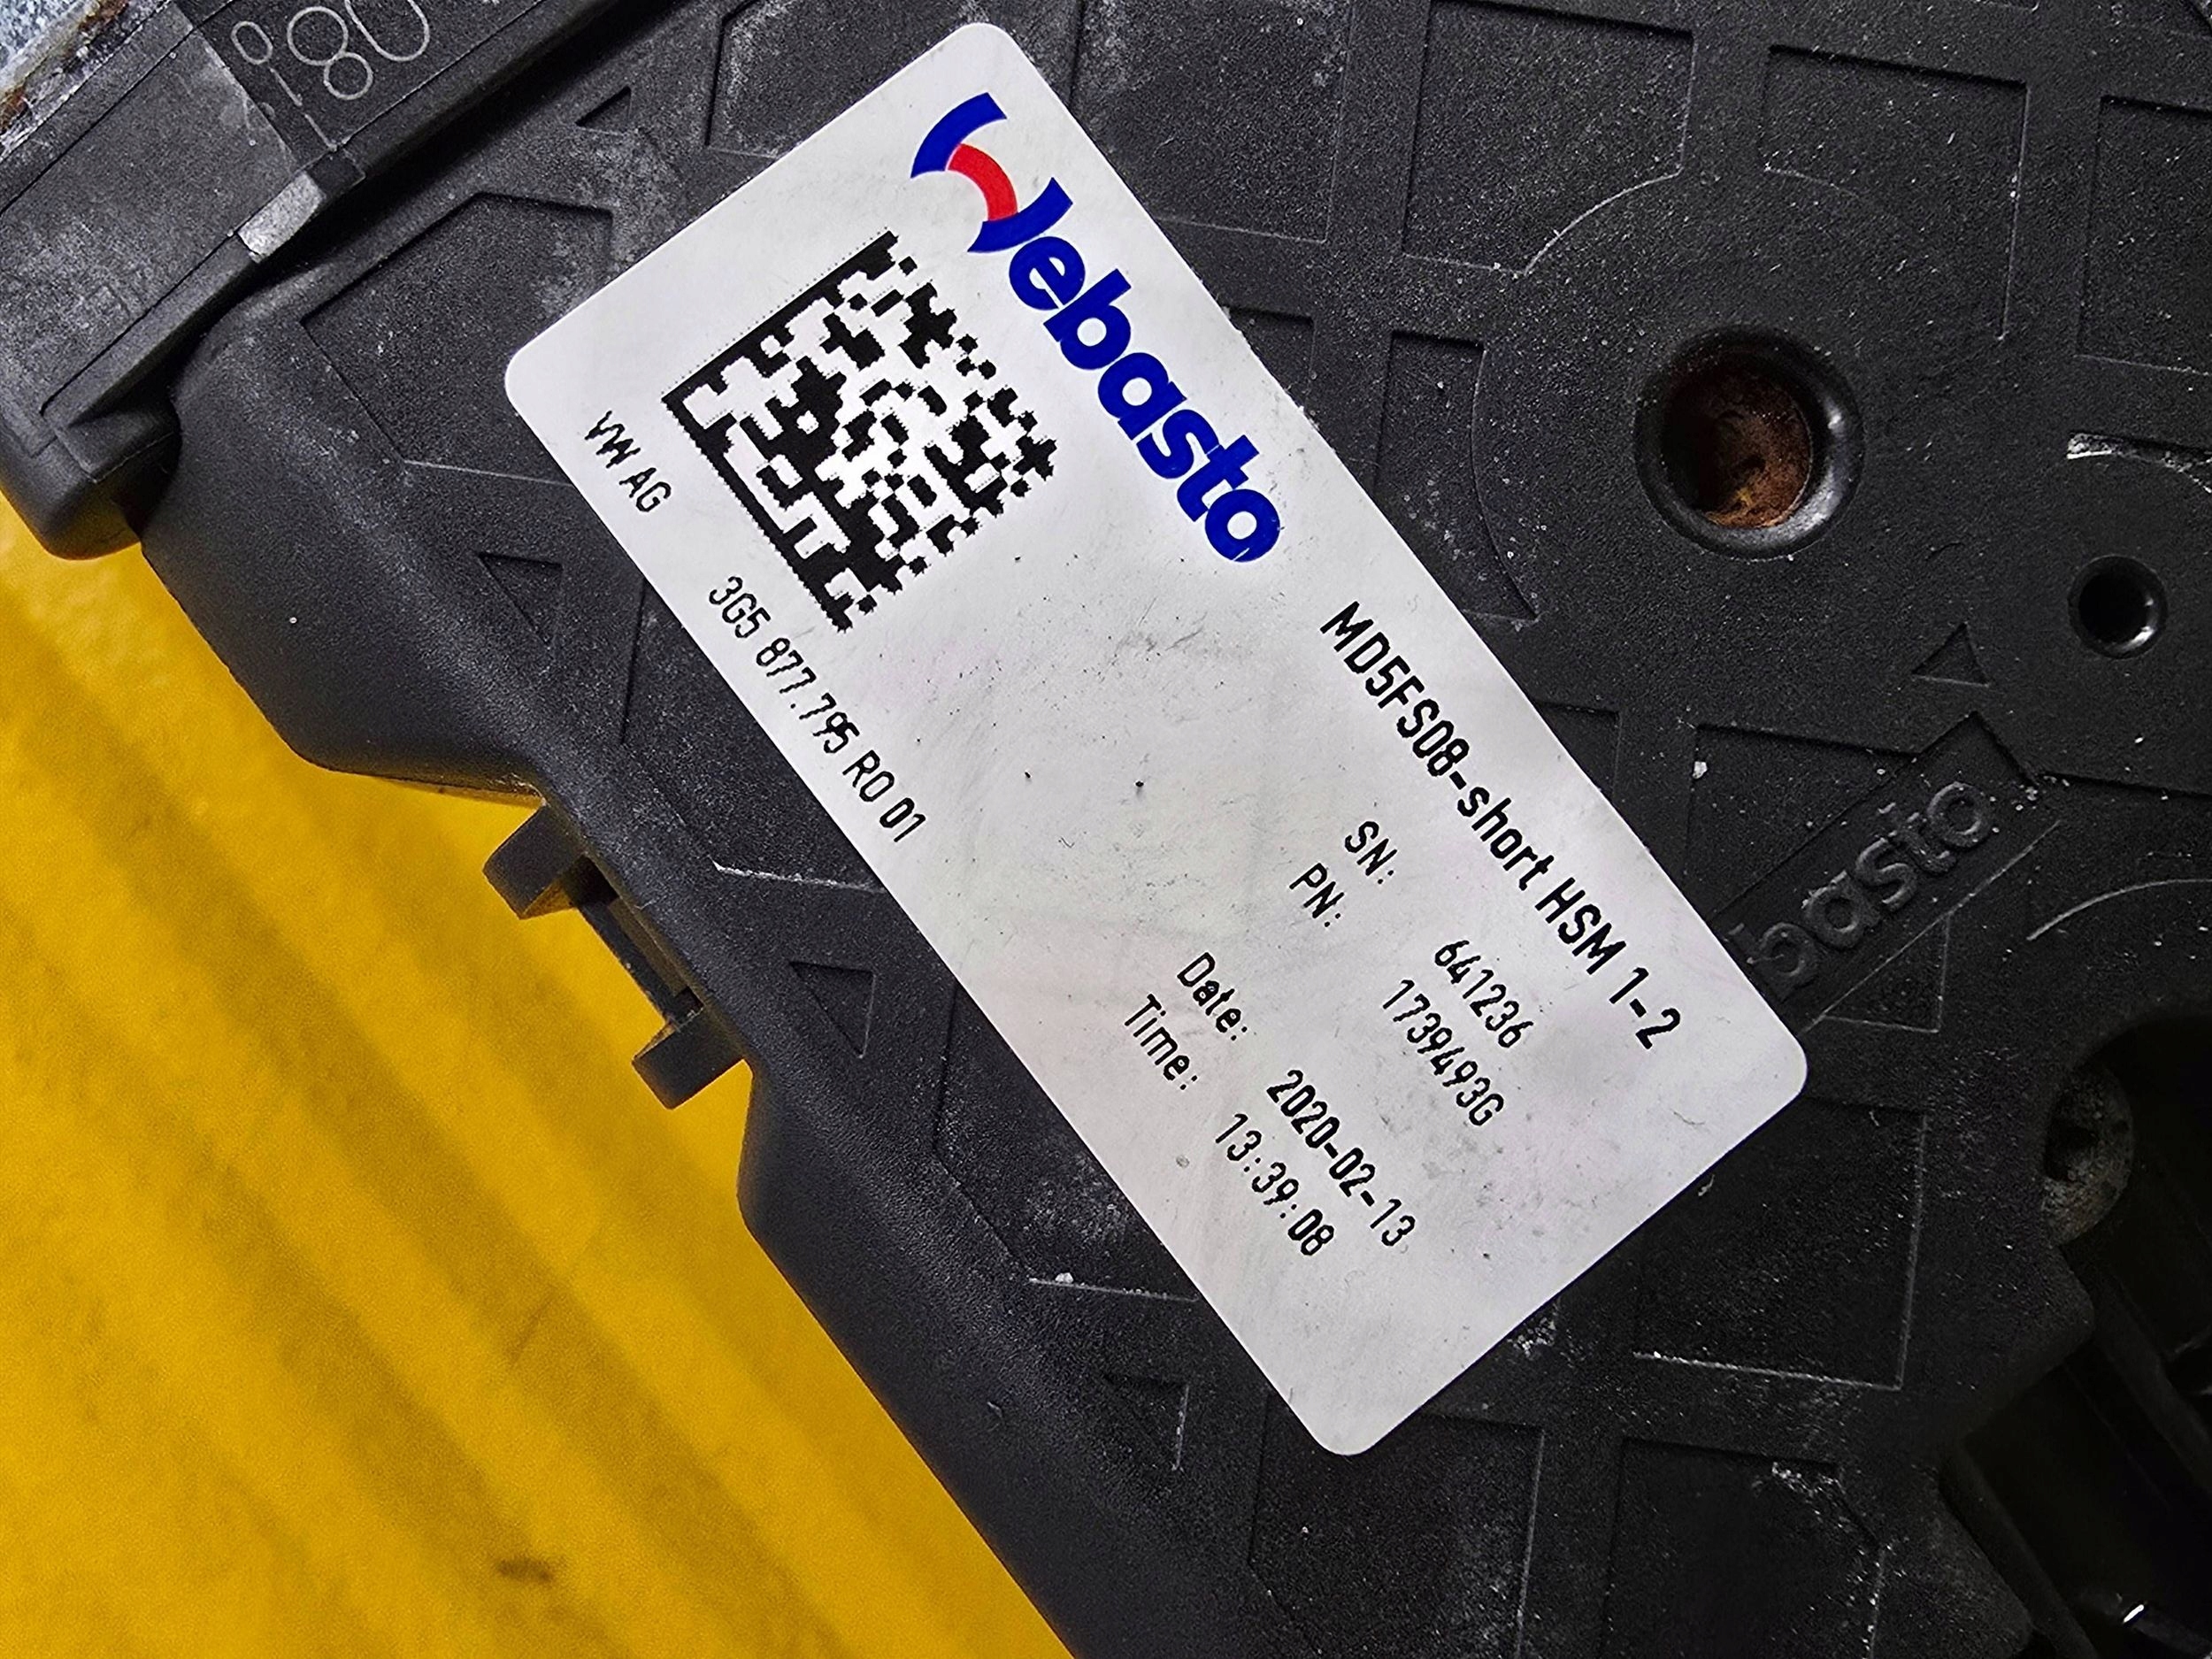 Webasto
MD5FS08-short HSM 1-2
SN: 641236
PN: 1739493G
Date: 2020-02-13
Time: 13:39:08
VW AG
3G5 877.795 RO 01
basto